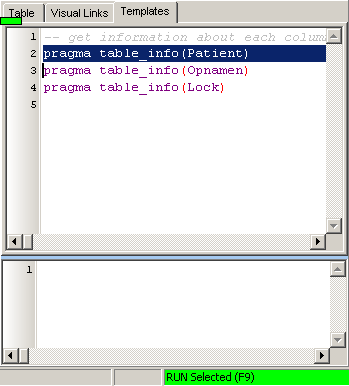 Table Visual Links Templates
1 -- get information about each colum
2 pragma table_info(Patient)
3 pragma table_info(Opnamen)
4 pragma table_info(Lock)
5
1
RUN Selected (F9)